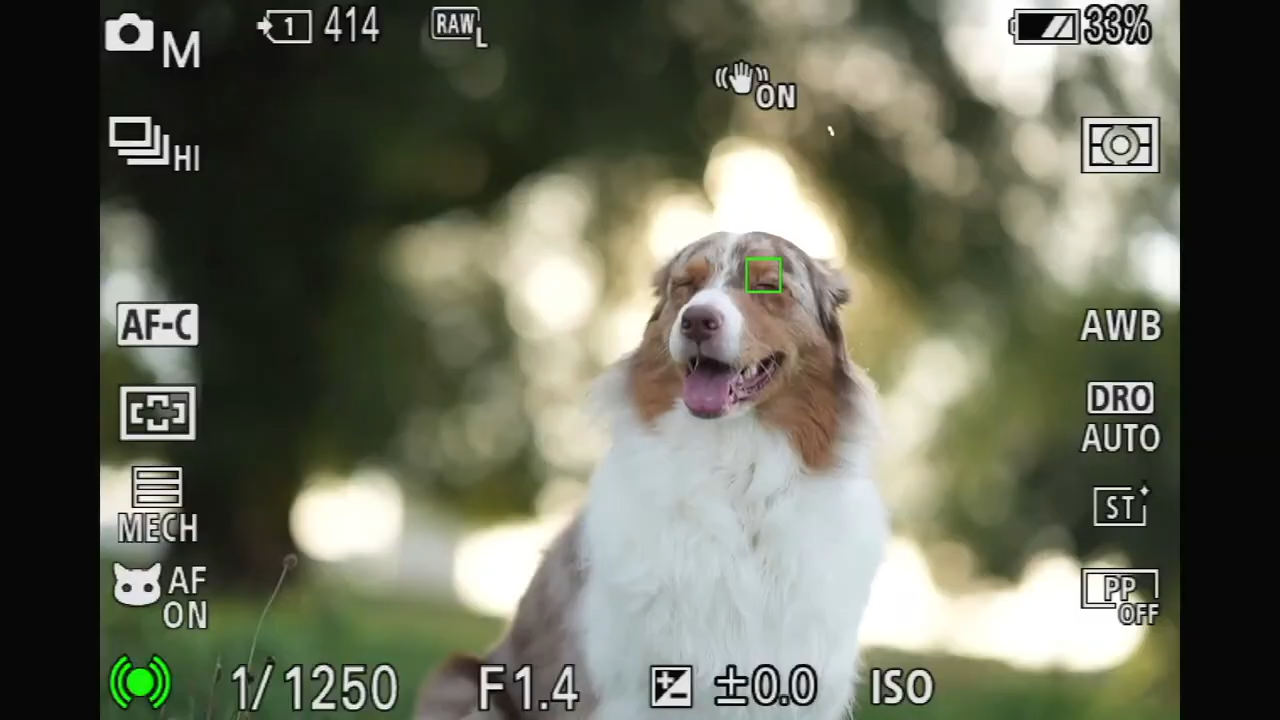 M
1 414
RAW L
33%
ON
HI
AF-C
AWB
DRO
AUTO
MECH
ST
AF
ON
PP
OFF
1/1250
F1.4
±0.0
ISO